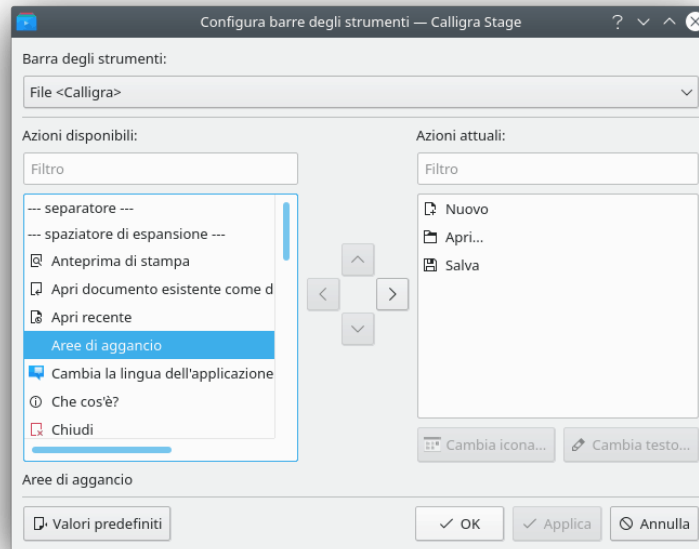 Configura barre degli strumenti — Calligra Stage
Barra degli strumenti:
File <Calligra>
Azioni disponibili:
Filtro
--- separatore ---
--- spaziatore di espansione ---
Anteprima di stampa
Apri documento esistente come d
Apri recente
Aree di aggancio
Cambia la lingua dell'applicazione
Che cos'è?
Chiudi
Azioni attuali:
Filtro
Nuovo
Apri...
Salva
Cambia icona...
Cambia testo...
Aree di aggancio
Valori predefiniti
OK
Applica
Annulla